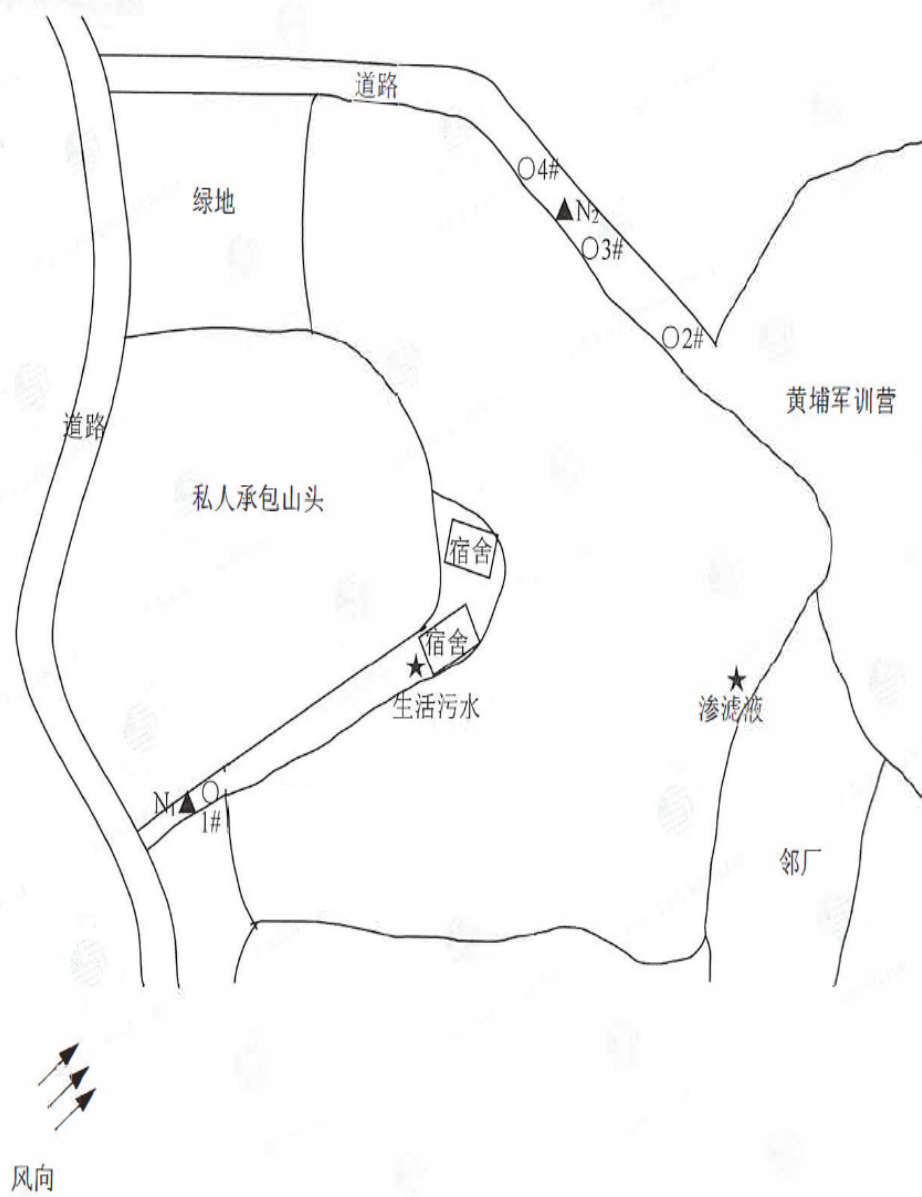 道路
○4#
绿地
▲N₂
○3#
○2#
黄埔军训营
道路
私人承包山头
宿舍
宿舍
★
生活污水
★
渗滤液
N₁▲ ○
1#
邻厂
风向